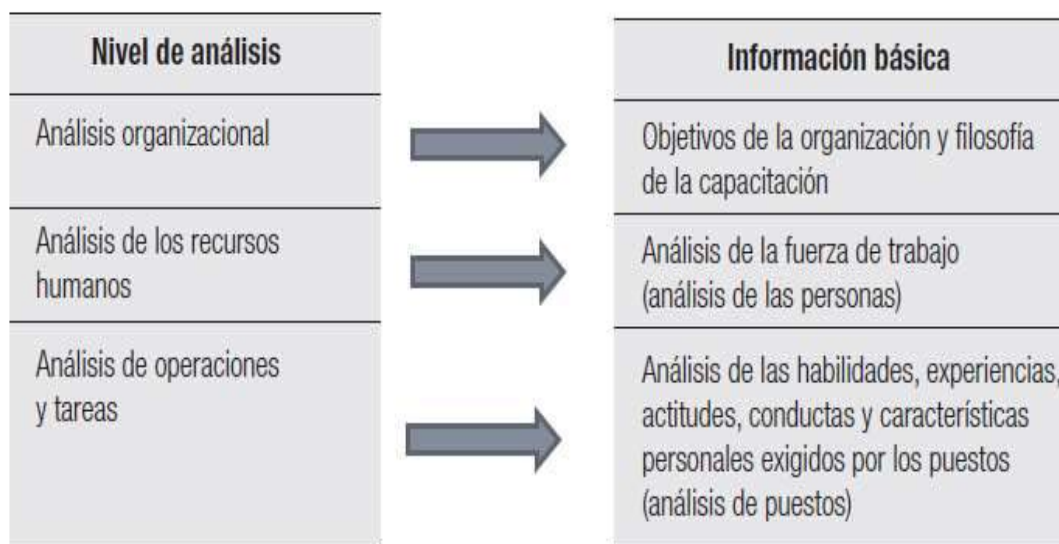 Nivel de análisis
Análisis organizacional
Análisis de los recursos
humanos
Análisis de operaciones
y tareas
Información básica
Objetivos de la organización y filosofía
de la capacitación
Análisis de la fuerza de trabajo
(análisis de las personas)
Análisis de las habilidades, experiencias,
actitudes, conductas y características
personales exigidos por los puestos
(análisis de puestos)